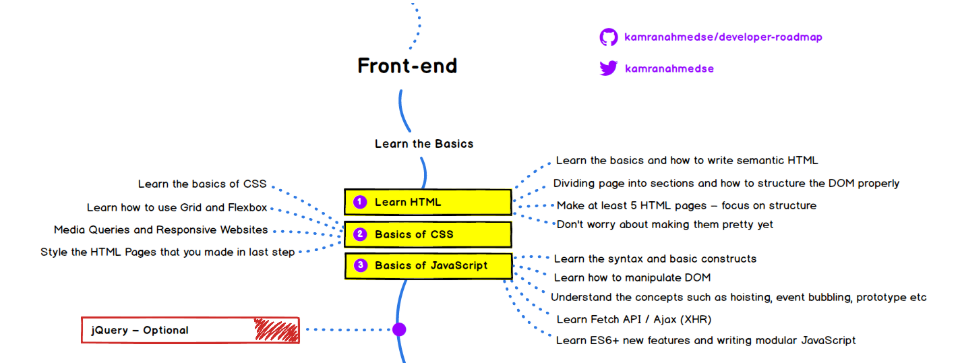 kamranahmedse/developer-roadmap
Front-end
kamranahmedse
Learn the Basics
Learn the basics and how to write semantic HTML
Dividing page into sections and how to structure the DOM properly
Make at least 5 HTML pages – focus on structure
Don't worry about making them pretty yet
1 Learn HTML
Learn the basics of CSS
Learn how to use Grid and Flexbox
Media Queries and Responsive Websites
Style the HTML Pages that you made in last step
2 Basics of CSS
3 Basics of JavaScript
Learn the syntax and basic constructs
Learn how to manipulate DOM
Understand the concepts such as hoisting, event bubbling, prototype etc
Learn Fetch API / Ajax (XHR)
Learn ES6+ new features and writing modular JavaScript
jQuery – Optional